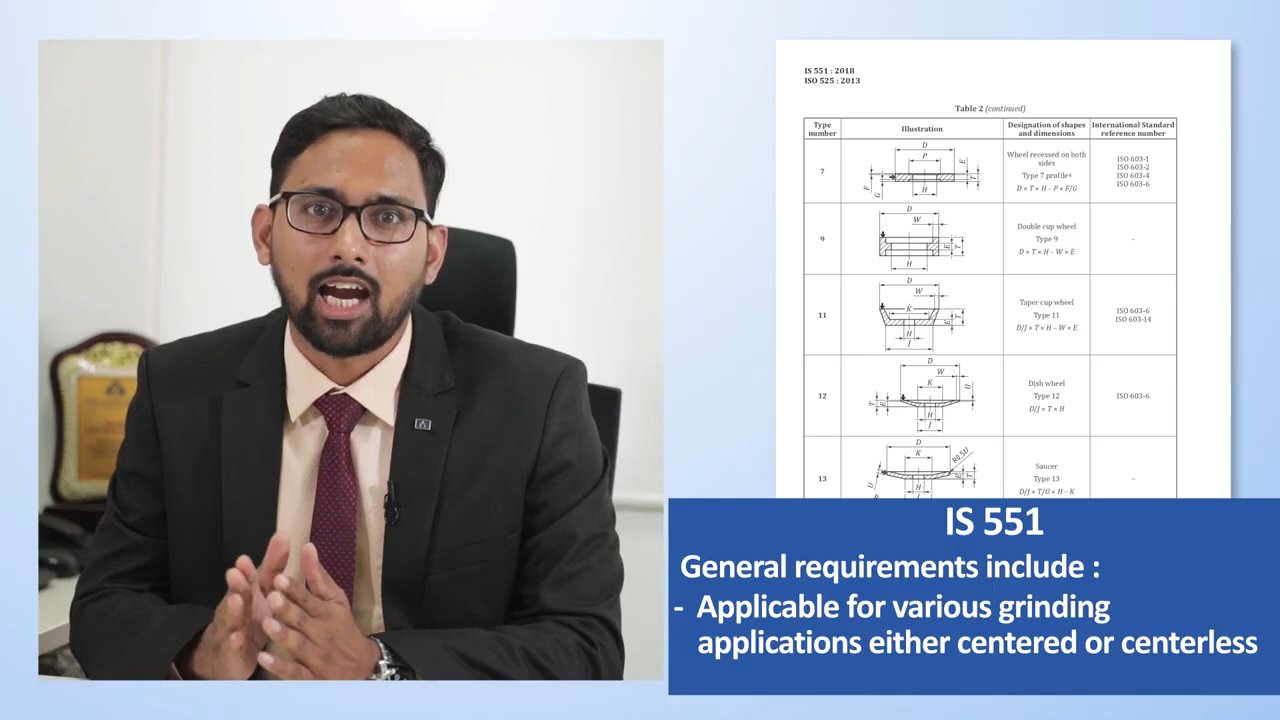 IS 551 : 2018
ISO 525 : 2013
Table 2 (continued)
Type number
Illustration
Designation of shapes and dimensions
International Standard reference number
7
D
P
E
T
F
G
H
Wheel recessed on both sides
Type 7 profileᵃ
D × T × H – P × F/G
ISO 603-1
ISO 603-2
ISO 603-4
ISO 603-6
9
D
W
E
T
H
Double cup wheel
Type 9
D × T × H – W × E
–
11
D
W
K
E
T
H
J
Taper cup wheel
Type 11
D/J × T × H – W × E
ISO 603-6
ISO 603-14
12
D
W
K
U
T
E
H
J
Dish wheel
Type 12
D/J × T × H
ISO 603-6
13
D
K
R0,5U
U
E
T
H
Saucer
Type 13
D/J × T/U × H – K
–
IS 551
General requirements include :
- Applicable for various grinding
applications either centered or centerless